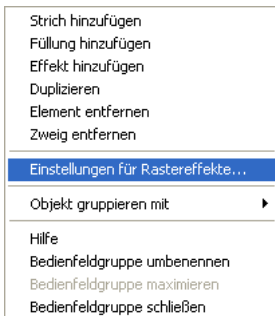 Strich hinzufügen
Füllung hinzufügen
Effekt hinzufügen
Duplizieren
Element entfernen
Zweig entfernen
Einstellungen für Rastereffekte...
Objekt gruppieren mit
Hilfe
Bedienfeldgruppe umbenennen
Bedienfeldgruppe maximieren
Bedienfeldgruppe schließen